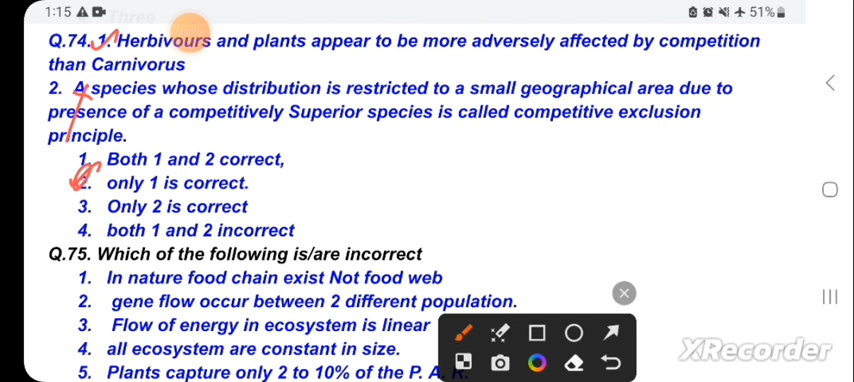 1:15
51%
Three
Q.74. 1. Herbivours and plants appear to be more adversely affected by competition
than Carnivorus
2. A species whose distribution is restricted to a small geographical area due to
presence of a competitively Superior species is called competitive exclusion
principle.
1. Both 1 and 2 correct,
2. only 1 is correct.
3. Only 2 is correct
4. both 1 and 2 incorrect
Q.75. Which of the following is/are incorrect
1. In nature food chain exist Not food web
2. gene flow occur between 2 different population.
3. Flow of energy in ecosystem is linear
4. all ecosystem are constant in size.
5. Plants capture only 2 to 10% of the P. A. R.
XRecorder